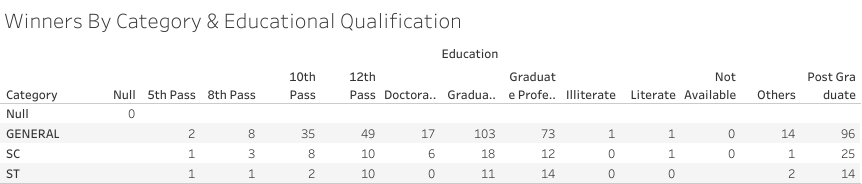 Winners By Category & Educational Qualification
Education
Category Null 5th Pass 8th Pass 10th Pass 12th Pass Doctora.. Gradua.. Graduat e Profe.. Illiterate Literate Not Available Others Post Gra duate
Null 0
GENERAL 2 8 35 49 17 103 73 1 1 0 14 96
SC 1 3 8 10 6 18 12 0 1 0 1 25
ST 1 1 2 10 0 11 14 0 0 2 14